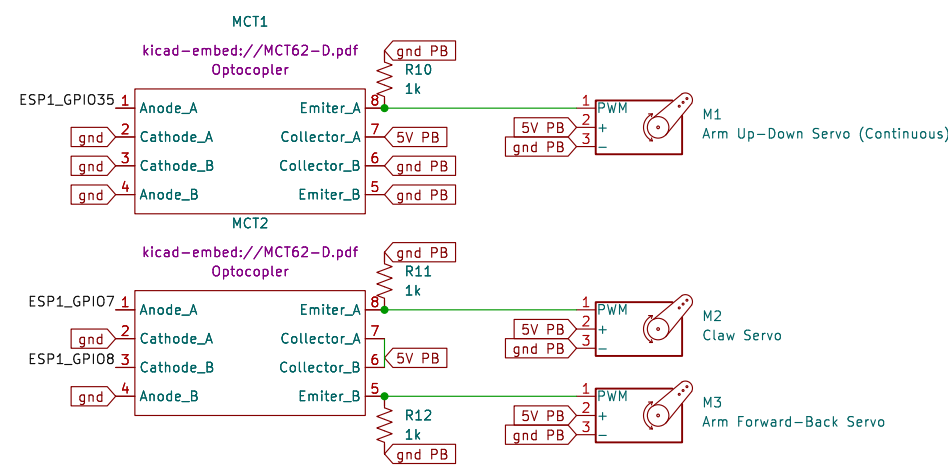 MCT1
kicad-embed://MCT62-D.pdf
Optocopler
gnd PB
R10
1k
ESP1_GPIO35 1 Anode_A Emiter_A 8
gnd 2 Cathode_A Collector_A 7 5V PB
gnd 3 Cathode_B Collector_B 6 gnd PB
gnd 4 Anode_B Emiter_B 5 gnd PB
1 PWM
5V PB 2 +
gnd PB 3 -
M1
Arm Up-Down Servo (Continuous)
MCT2
kicad-embed://MCT62-D.pdf
Optocopler
gnd PB
R11
1k
ESP1_GPIO7 1 Anode_A Emiter_A 8
gnd 2 Cathode_A Collector_A 7
ESP1_GPIO8 3 Cathode_B Collector_B 6
5V PB
gnd 4 Anode_B Emiter_B 5
R12
1k
gnd PB
1 PWM
5V PB 2 +
gnd PB 3 -
M2
Claw Servo
1 PWM
5V PB 2 +
gnd PB 3 -
M3
Arm Forward-Back Servo